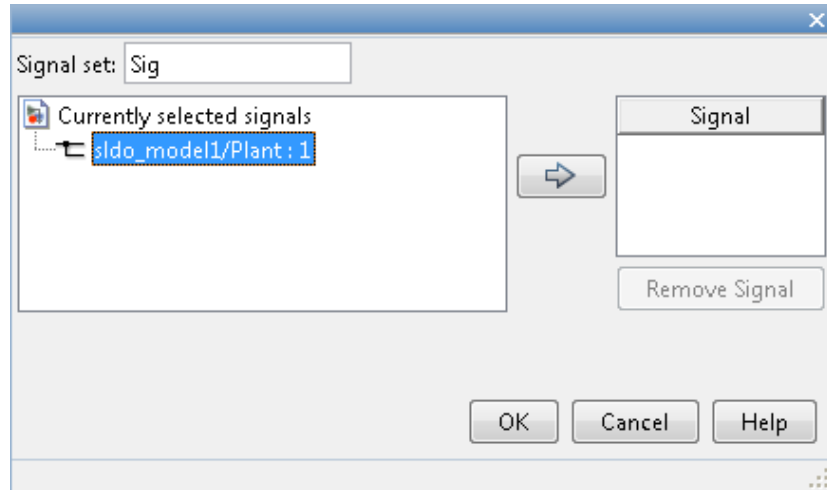 Signal set: Sig
Currently selected signals
sldo_model1/Plant : 1
Signal
Remove Signal
OK Cancel Help